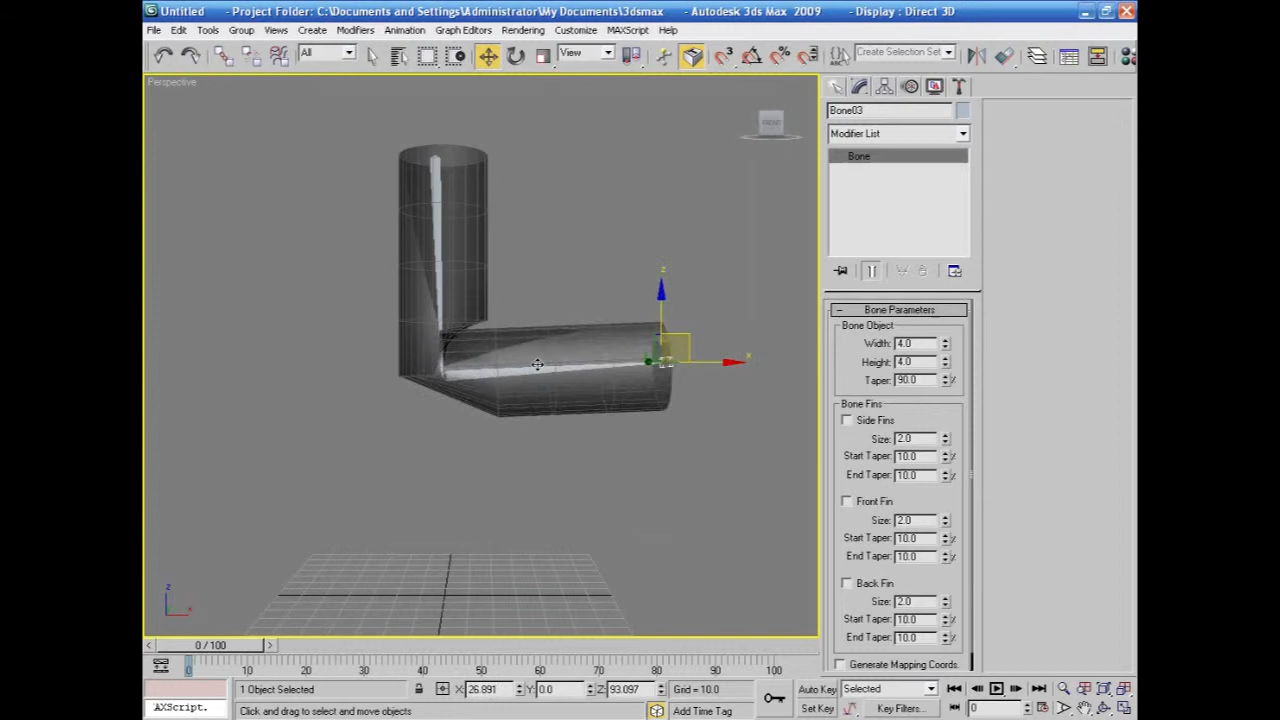 Untitled - Project Folder: C:\Documents and Settings\Administrator\My Documents\3dsmax - Autodesk 3ds Max 2009 - Display : Direct 3D
File Edit Tools Group Views Create Modifiers Animation Graph Editors Rendering Customize MAXScript Help
All View 3 Create Selection Set
Perspective
FRONT
Bone03
Modifier List
Bone
Bone Parameters
Bone Object
Width: 4.0
Height: 4.0
Taper: 90.0
Bone Fins
Side Fins
Size: 2.0
Start Taper: 10.0
End Taper: 10.0
Front Fin
Size: 2.0
Start Taper: 10.0
End Taper: 10.0
Back Fin
Size: 2.0
Start Taper: 10.0
End Taper: 10.0
Generate Mapping Coords.
z
x
z
x
0 / 100
0 10 20 30 40 50 60 70 80 90 100
1 Object Selected X: 26.891 Y: 0.0 Z: 93.097 Grid = 10.0 Auto Key Selected
AXScript. Click and drag to select and move objects Add Time Tag Set Key Key Filters... 0